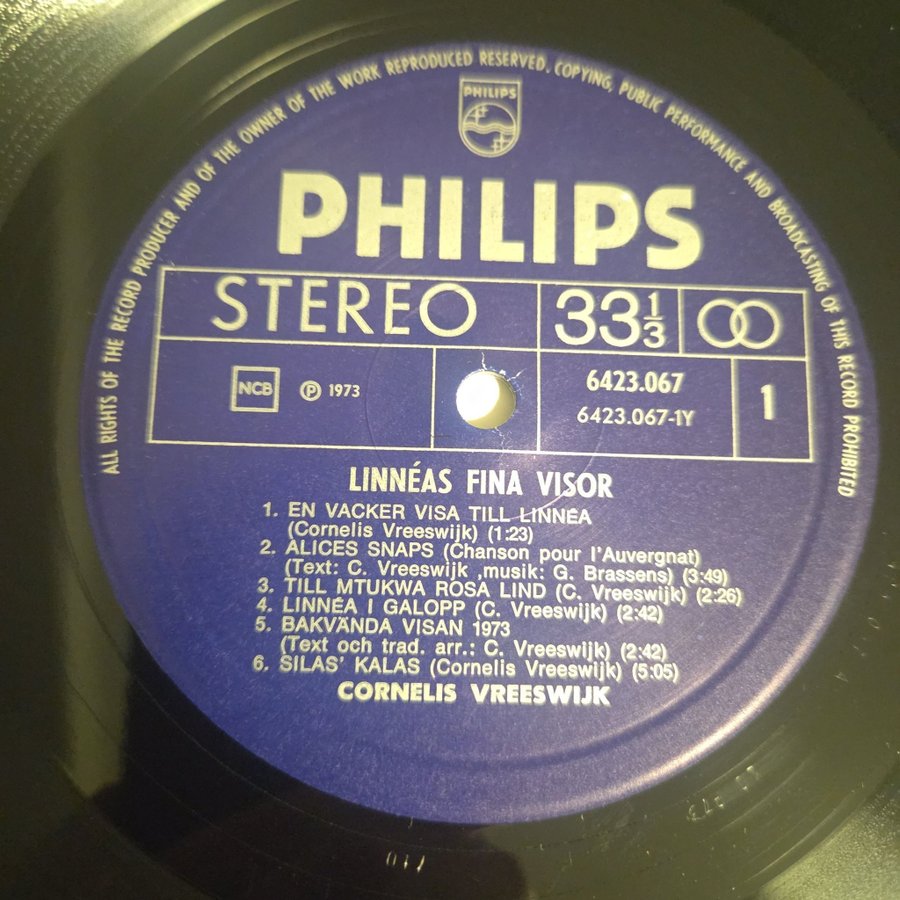 ALL RIGHTS OF THE RECORD PRODUCER AND OF THE OWNER OF THE WORK REPRODUCED RESERVED. COPYING, PUBLIC PERFORMANCE AND BROADCASTING OF THIS RECORD PROHIBITED
PHILIPS
PHILIPS
STEREO 33 1/3
NCB Ⓟ 1973 6423.067 1
6423.067-1Y
LINNÉAS FINA VISOR
1. EN VACKER VISA TILL LINNÉA
(Cornelis Vreeswijk) (1:23)
2. ALICES SNAPS (Chanson pour l'Auvergnat)
(Text: C. Vreeswijk ,musik: G. Brassens) (3:49)
3. TILL MTUKWA ROSA LIND (C. Vreeswijk) (2:26)
4. LINNÉA I GALOPP (C. Vreeswijk) (2:42)
5. BAKVÄNDA VISAN 1973
(Text och trad. arr.: C. Vreeswijk) (2:42)
6. SILAS' KALAS (Cornelis Vreeswijk) (5:05)
CORNELIS VREESWIJK